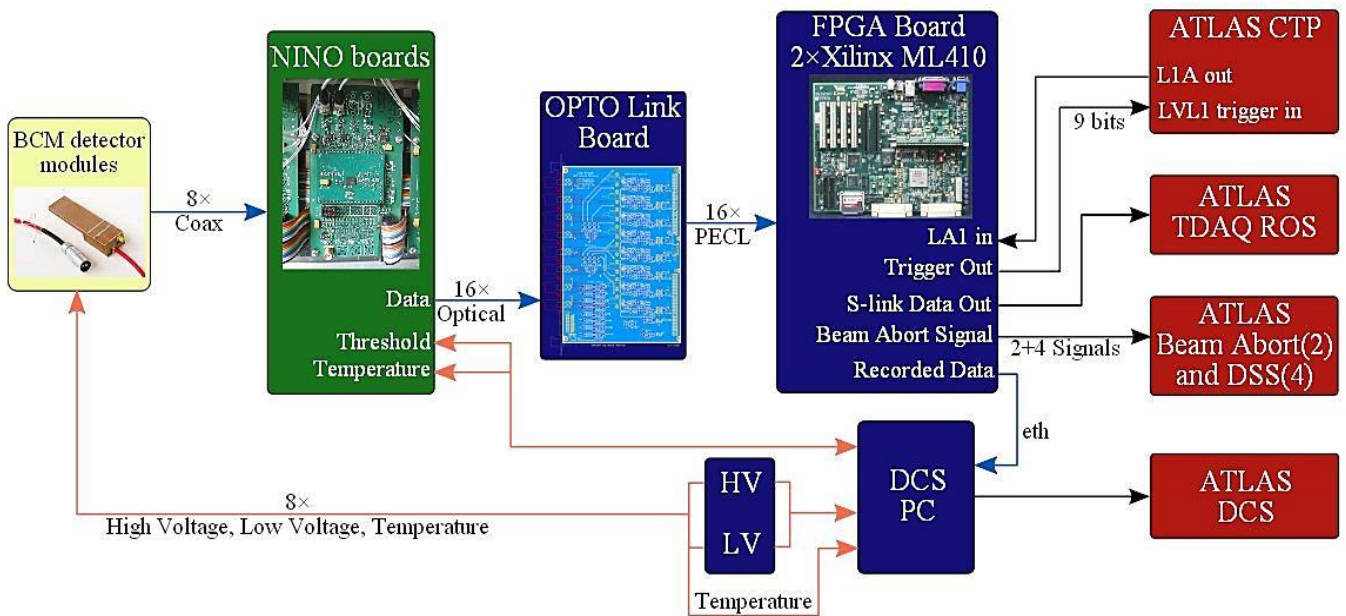 BCM detector
modules
8×
Coax
NINO boards
Data
Threshold
Temperature
16×
Optical
OPTO Link
Board
16×
PECL
FPGA Board
2×Xilinx ML410
LA1 in
Trigger Out
S-link Data Out
Beam Abort Signal
Recorded Data
9 bits
2+4 Signals
eth
ATLAS CTP
L1A out
LVL1 trigger in
ATLAS
TDAQ ROS
ATLAS
Beam Abort(2)
and DSS(4)
ATLAS
DCS
DCS
PC
HV
LV
8×
High Voltage, Low Voltage, Temperature
Temperature